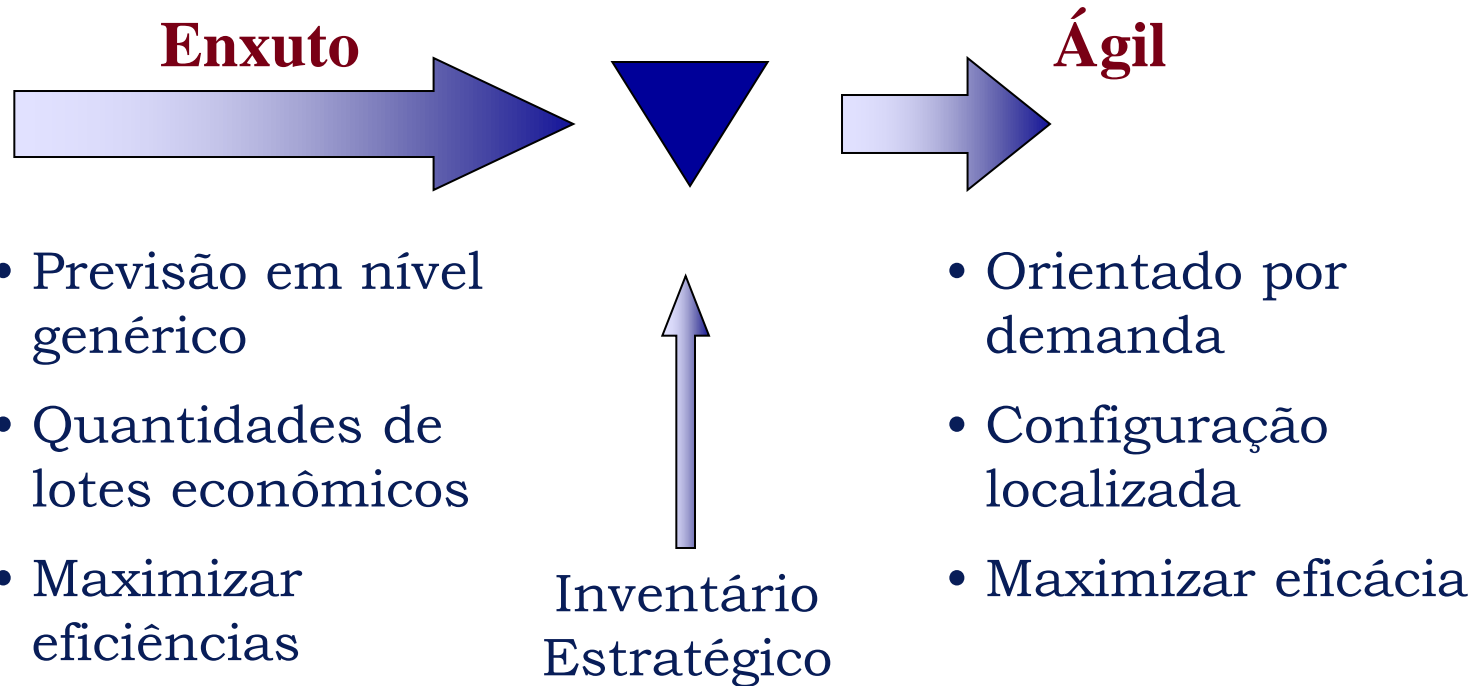 Enxuto
Ágil
• Previsão em nível
genérico
• Quantidades de
lotes econômicos
• Maximizar
eficiências
Inventário
Estratégico
• Orientado por
demanda
• Configuração
localizada
• Maximizar eficácia